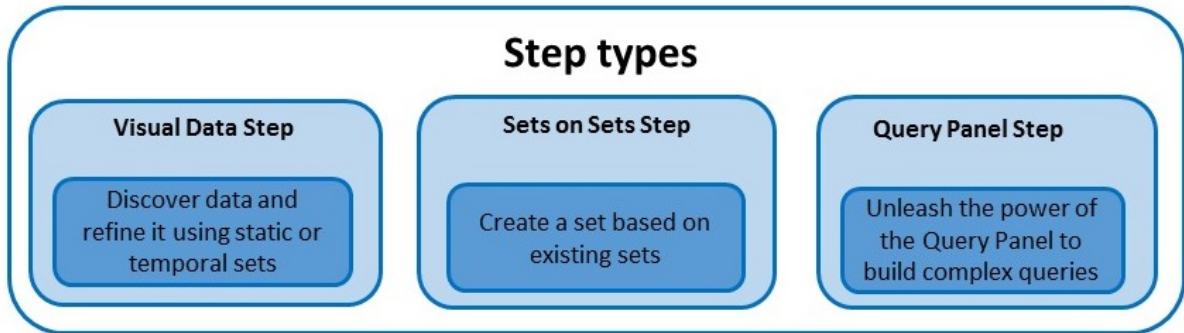 Step types
Visual Data Step
Discover data and
refine it using static or
temporal sets
Sets on Sets Step
Create a set based on
existing sets
Query Panel Step
Unleash the power of
the Query Panel to
build complex queries